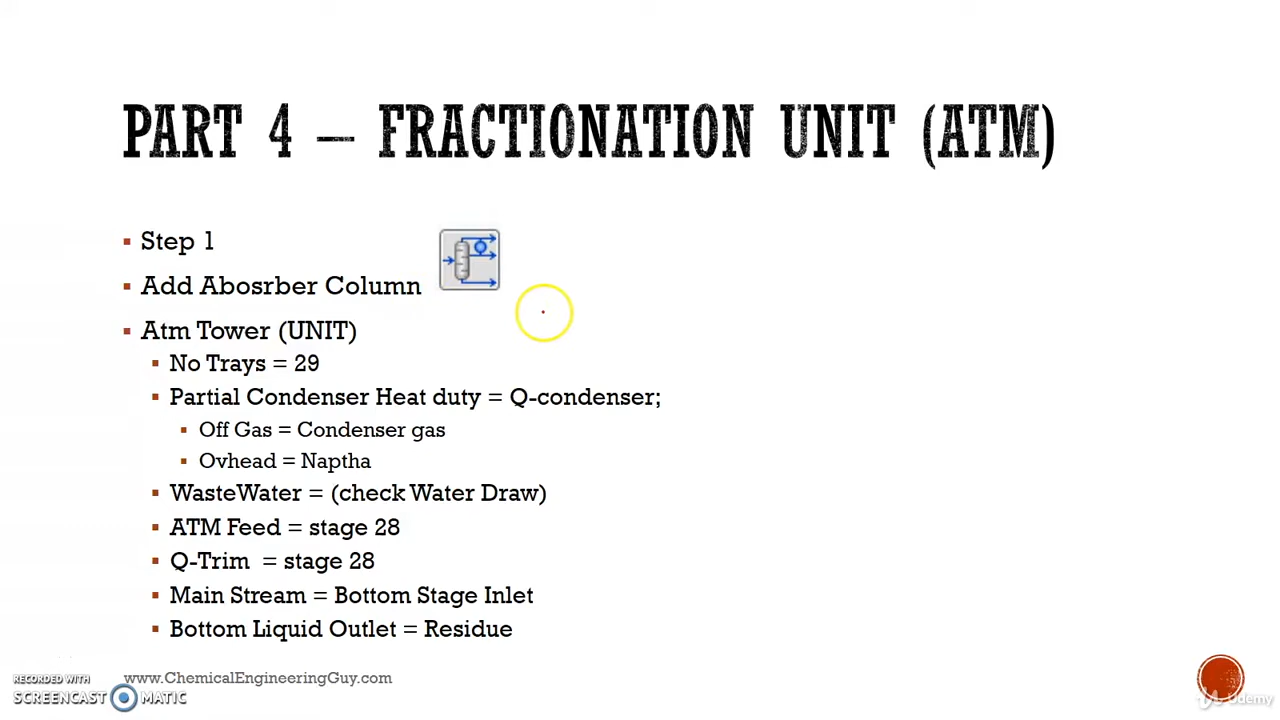 PART 4 – FRACTIONATION UNIT (ATM)
Step 1
Add Abosrber Column
Atm Tower (UNIT)
No Trays = 29
Partial Condenser Heat duty = Q-condenser;
Off Gas = Condenser gas
Ovhead = Naptha
WasteWater = (check Water Draw)
ATM Feed = stage 28
Q-Trim = stage 28
Main Stream = Bottom Stage Inlet
Bottom Liquid Outlet = Residue
www.ChemicalEngineeringGuy.com
RECORDED WITH
SCREENCAST MATIC
Udemy